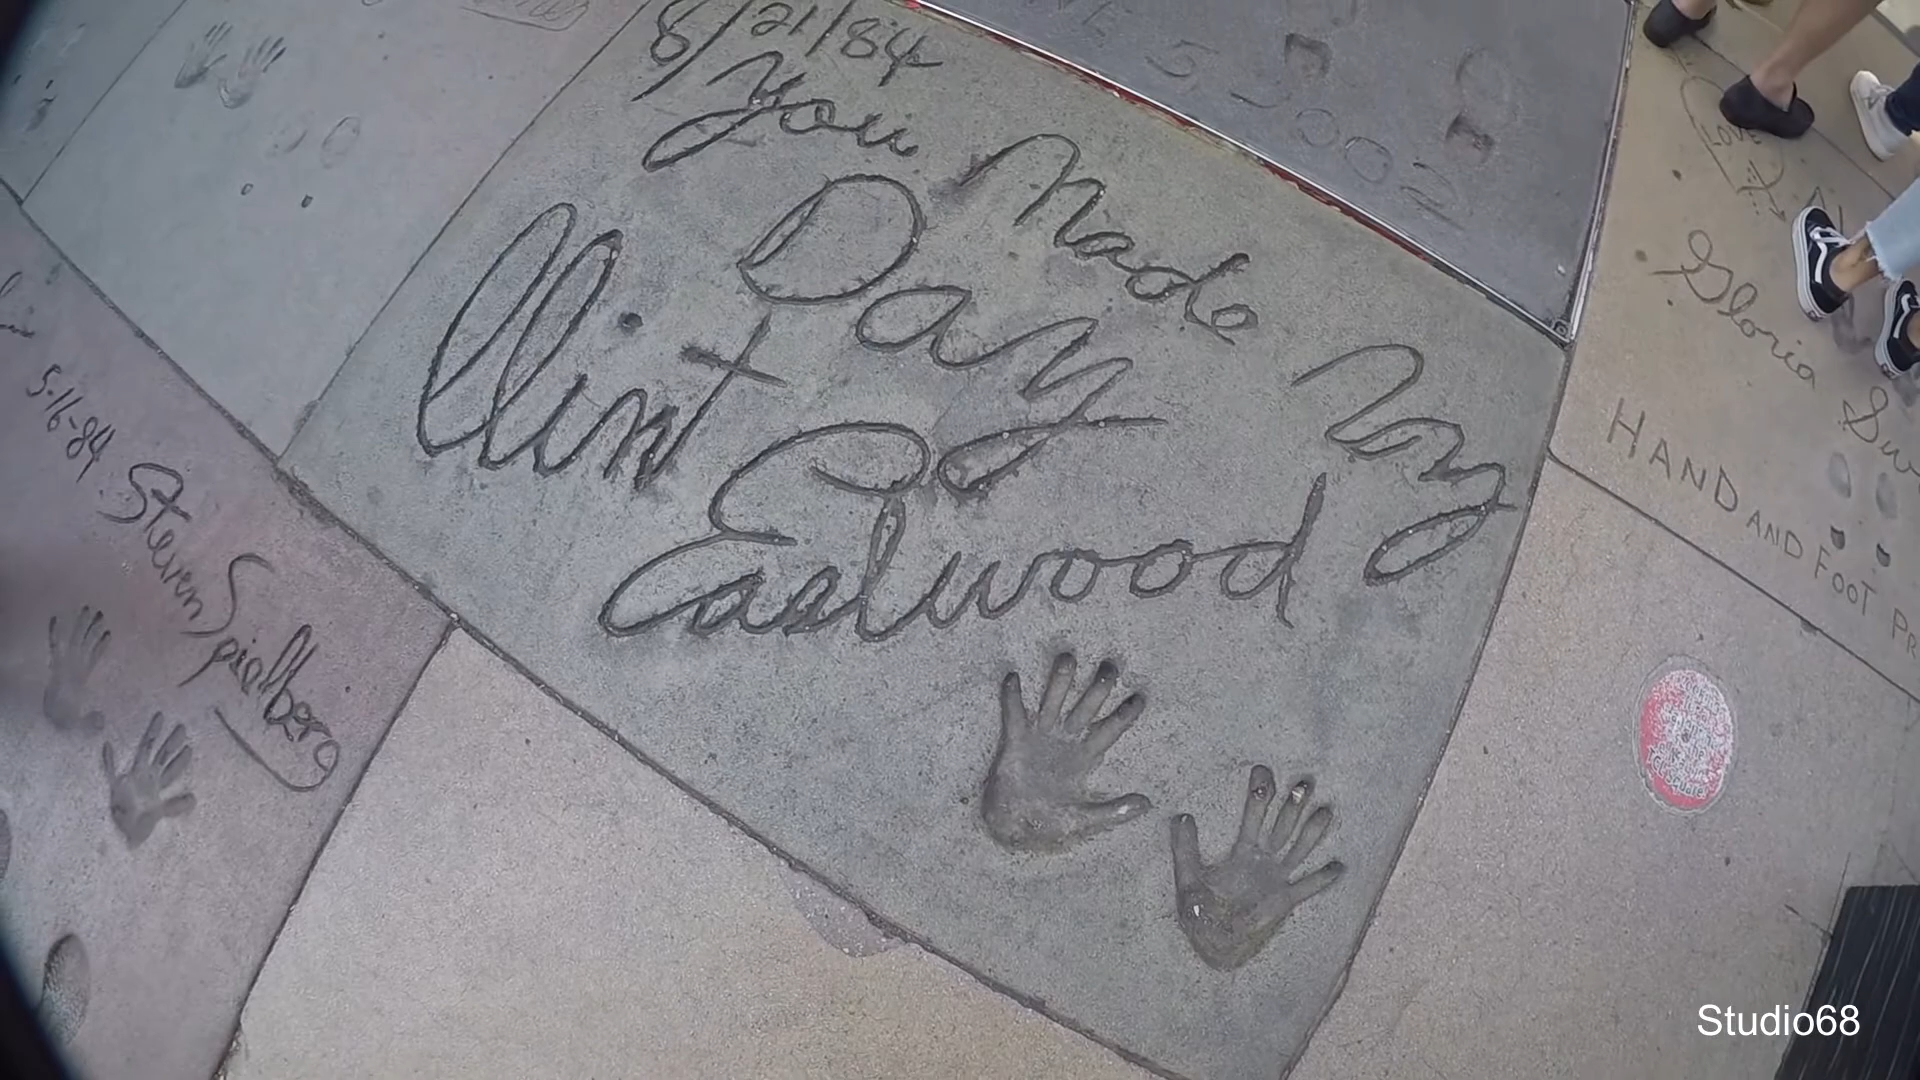 8/21/84
You Made My
Day
Clint
Eastwood
5-16-84
Steven Spielberg
53002
Gloria
HAND AND FOOT
Studio68